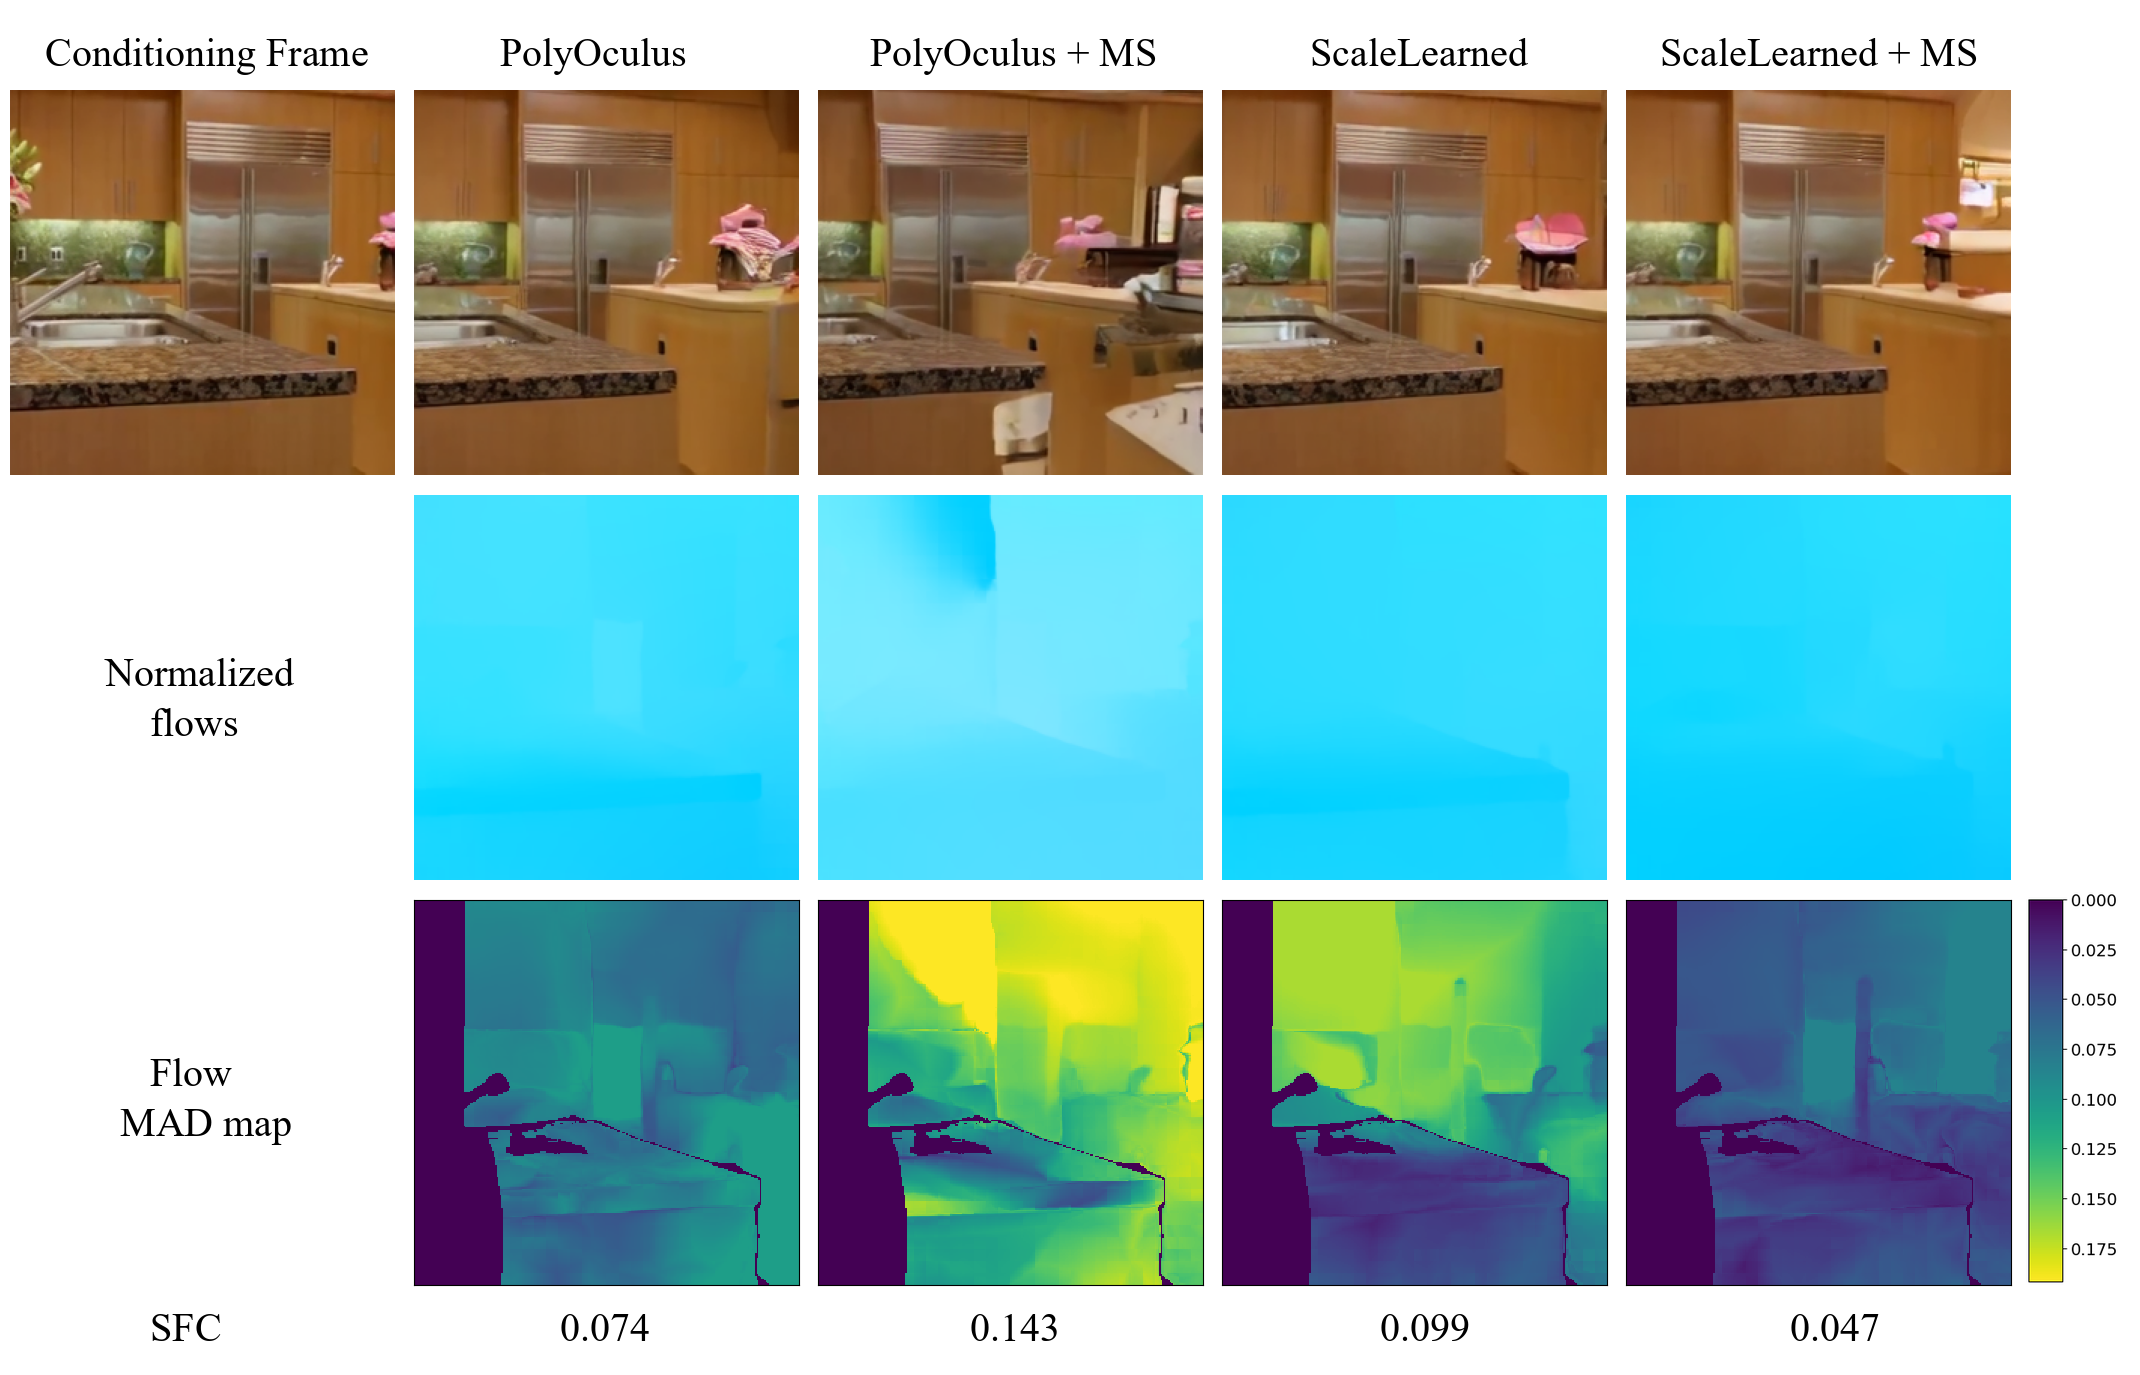 Conditioning Frame
PolyOculus
PolyOculus + MS
ScaleLearned
ScaleLearned + MS
Normalized
flows
Flow
MAD map
0.000
0.025
0.050
0.075
0.100
0.125
0.150
0.175
SFC
0.074
0.143
0.099
0.047